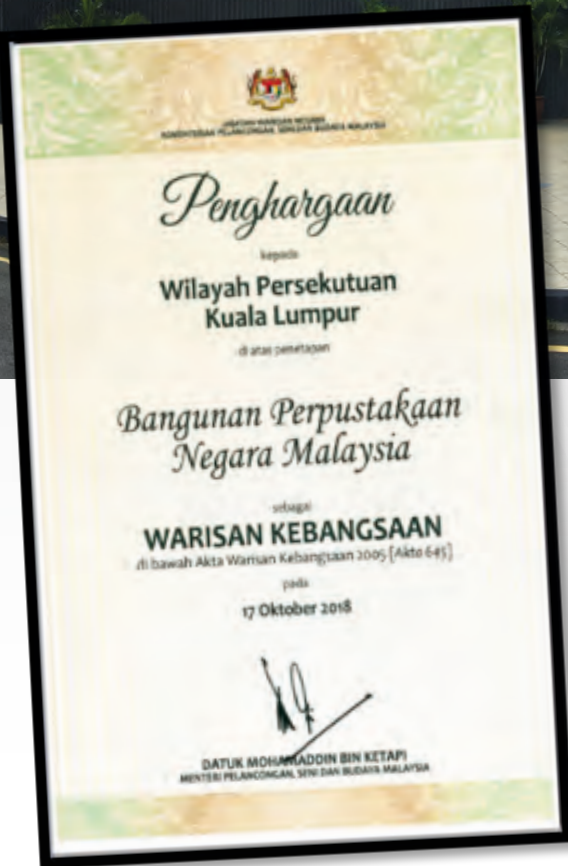 JABATAN WARISAN NEGARA
KEMENTERIAN PELANCONGAN, SENI DAN BUDAYA MALAYSIA
Penghargaan
kepada
Wilayah Persekutuan
Kuala Lumpur
di atas penetapan
Bangunan Perpustakaan
Negara Malaysia
sebagai
WARISAN KEBANGSAAN
di bawah Akta Warisan Kebangsaan 2005 [Akta 645]
pada
17 Oktober 2018
DATUK MOHAMADDIN BIN KETAPI
MENTERI PELANCONGAN, SENI DAN BUDAYA MALAYSIA